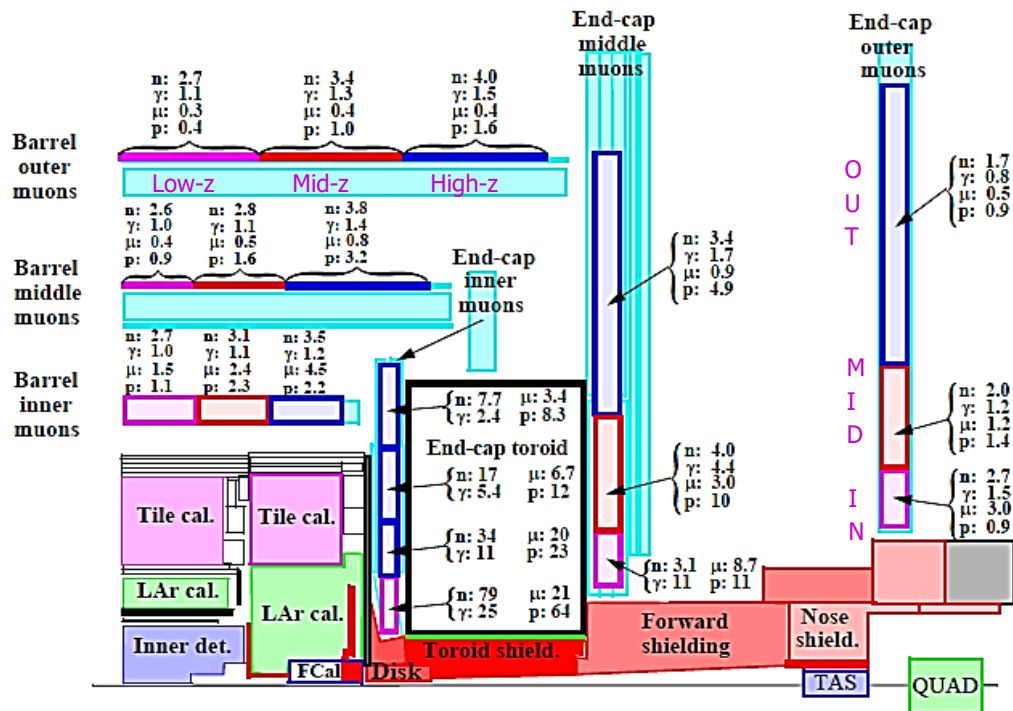 End-cap
middle
muons
End-cap
outer
muons
n: 2.7
γ: 1.1
μ: 0.3
p: 0.4
n: 3.4
γ: 1.3
μ: 0.4
p: 1.0
n: 4.0
γ: 1.5
μ: 0.4
p: 1.6
Barrel
outer
muons
Low-z
Mid-z
High-z
n: 2.6
γ: 1.0
μ: 0.4
p: 0.9
n: 2.8
γ: 1.1
μ: 0.5
p: 1.6
n: 3.8
γ: 1.4
μ: 0.8
p: 3.2
Barrel
middle
muons
End-cap
inner
muons
n: 2.7
γ: 1.0
μ: 1.5
p: 1.1
n: 3.1
γ: 1.1
μ: 2.4
p: 2.3
n: 3.5
γ: 1.2
μ: 4.5
p: 2.2
Barrel
inner
muons
n: 7.7 μ: 3.4
γ: 2.4 p: 8.3
End-cap toroid
n: 17 μ: 6.7
γ: 5.4 p: 12
n: 34 μ: 20
γ: 11 p: 23
n: 79 μ: 21
γ: 25 p: 64
n: 3.4
γ: 1.7
μ: 0.9
p: 4.9
n: 4.0
γ: 4.4
μ: 3.0
p: 10
n: 3.1 μ: 8.7
γ: 11 p: 11
OUT
MID
IN
n: 1.7
γ: 0.8
μ: 0.5
p: 0.9
n: 2.0
γ: 1.2
μ: 1.2
p: 1.4
n: 2.7
γ: 1.5
μ: 3.0
p: 0.9
Tile cal.
Tile cal.
LAr cal.
LAr cal.
Inner det.
FCal
Disk
Toroid shield.
Forward
shielding
Nose
shield.
TAS
QUAD